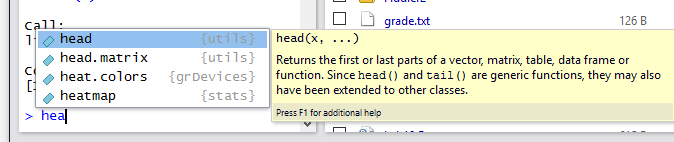 Call:
head {utils}
head.matrix {utils}
heat.colors {grDevices}
heatmap {stats}
> hea
grade.txt 126 B
head(x, ...)
Returns the first or last parts of a vector, matrix, table, data frame or
function. Since head() and tail() are generic functions, they may also
have been extended to other classes.
Press F1 for additional help